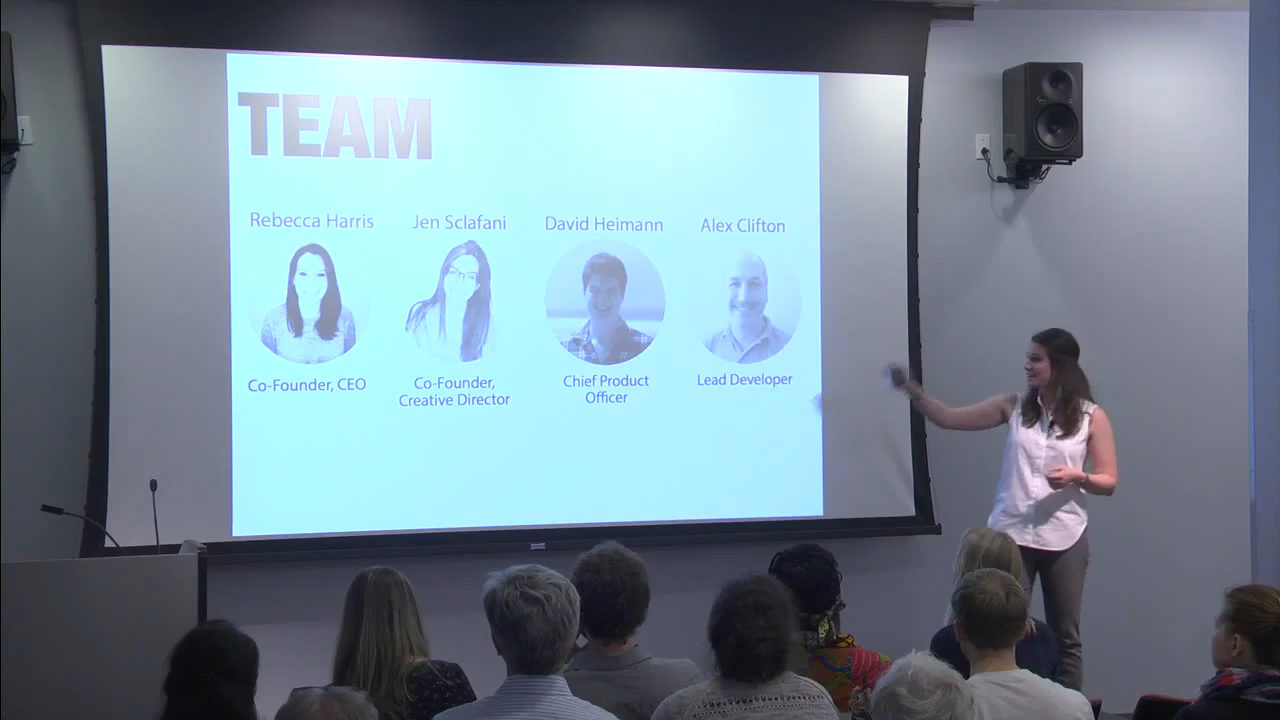 TEAM
Rebecca Harris
Jen Sclafani
David Heimann
Alex Clifton
Co-Founder, CEO
Co-Founder,
Creative Director
Chief Product
Officer
Lead Developer